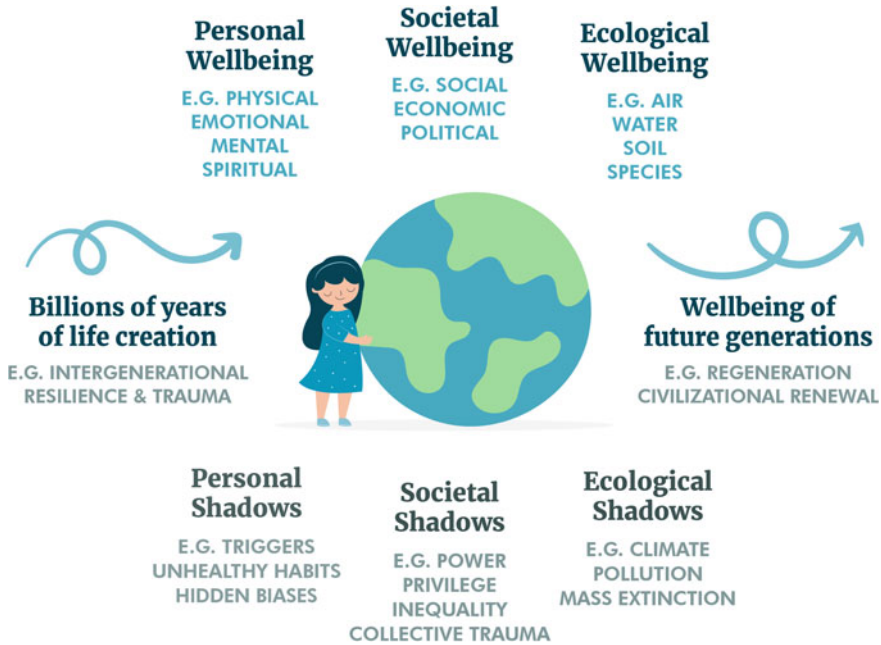 Personal
Wellbeing
E.G. PHYSICAL
EMOTIONAL
MENTAL
SPIRITUAL
Societal
Wellbeing
E.G. SOCIAL
ECONOMIC
POLITICAL
Ecological
Wellbeing
E.G. AIR
WATER
SOIL
SPECIES
Billions of years
of life creation
E.G. INTERGENERATIONAL
RESILIENCE & TRAUMA
Wellbeing of
future generations
E.G. REGENERATION
CIVILIZATIONAL RENEWAL
Personal
Shadows
E.G. TRIGGERS
UNHEALTHY HABITS
HIDDEN BIASES
Societal
Shadows
E.G. POWER
PRIVILEGE
INEQUALITY
COLLECTIVE TRAUMA
Ecological
Shadows
E.G. CLIMATE
POLLUTION
MASS EXTINCTION